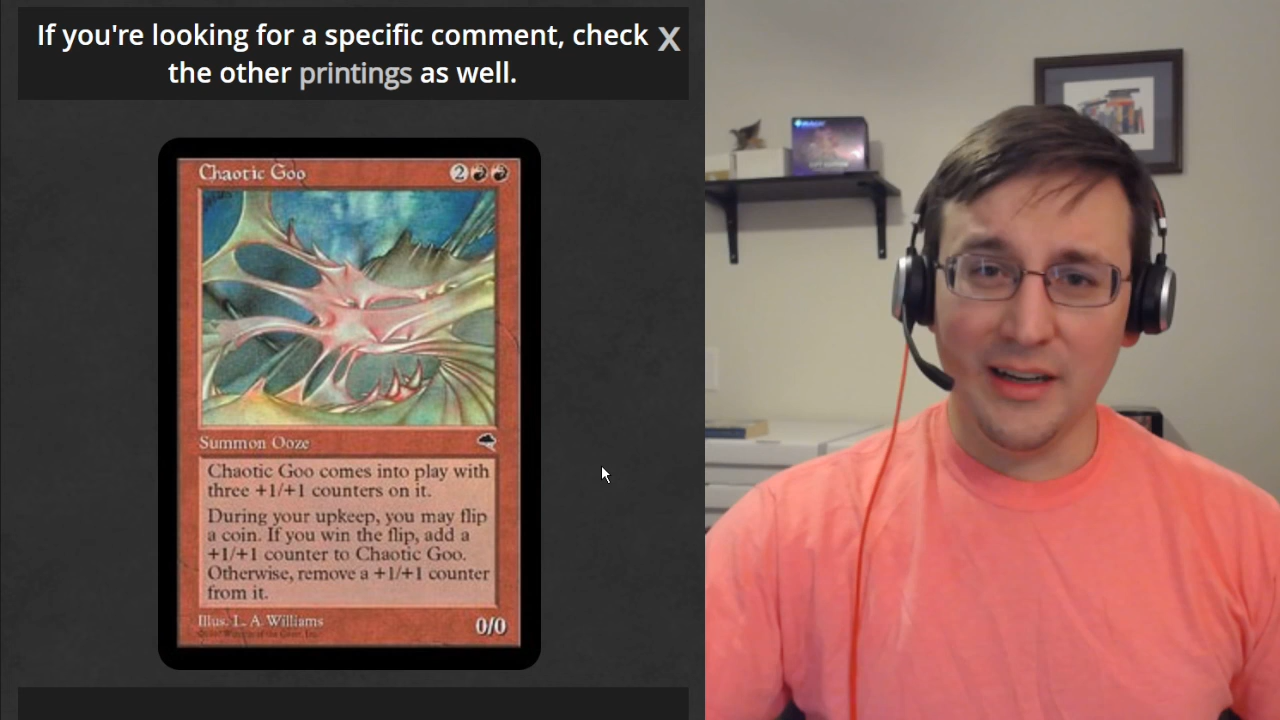 If you're looking for a specific comment, check X
the other printings as well.
Chaotic Goo 2
Summon Ooze
Chaotic Goo comes into play with
three +1/+1 counters on it.
During your upkeep, you may flip
a coin. If you win the flip, add a
+1/+1 counter to Chaotic Goo.
Otherwise, remove a +1/+1 counter
from it.
Illus. L. A. Williams
0/0